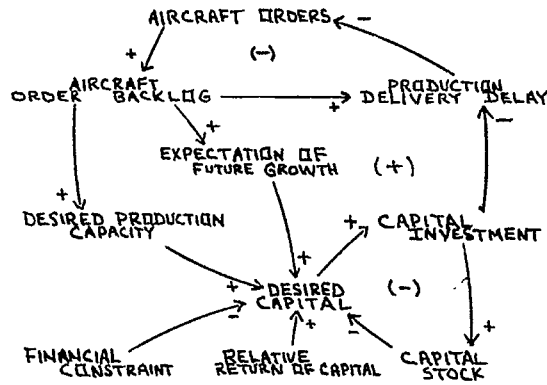 AIRCRAFT ORDERS
-
+
(-)
AIRCRAFT
ORDER BACKLOG
+
PRODUCTION
DELIVERY DELAY
-
+
EXPECTATION OF
FUTURE GROWTH
(+)
+
DESIRED PRODUCTION
CAPACITY
+
CAPITAL
INVESTMENT
+
+
DESIRED
CAPITAL
(-)
-
+
-
+
FINANCIAL
CONSTRAINT
RELATIVE
RETURN OF CAPITAL
CAPITAL
STOCK